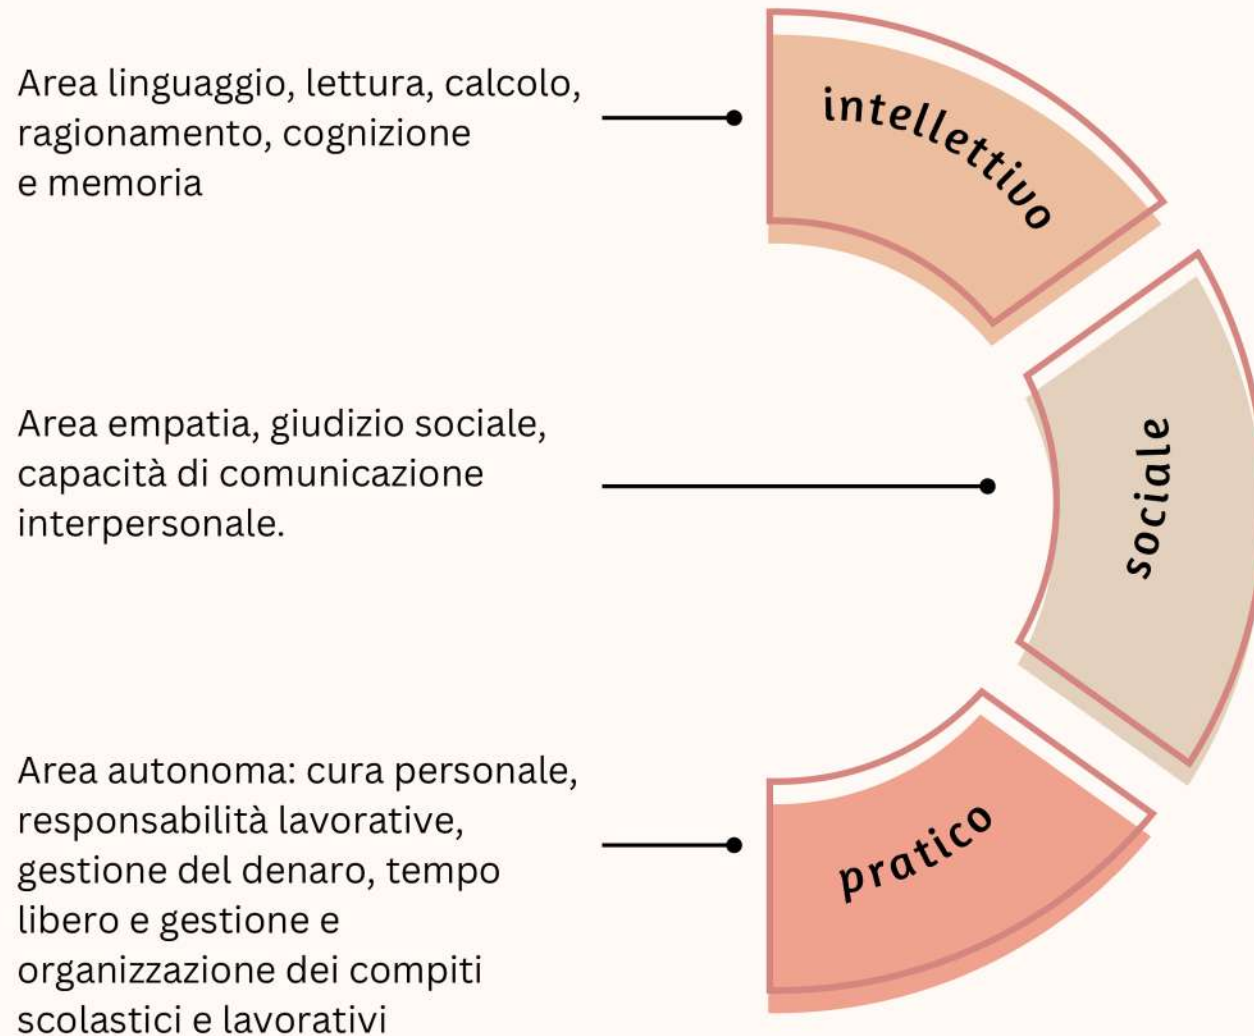 Area linguaggio, lettura, calcolo,
ragionamento, cognizione
e memoria
intellettivo
Area empatia, giudizio sociale,
capacità di comunicazione
interpersonale.
sociale
Area autonoma: cura personale,
responsabilità lavorative,
gestione del denaro, tempo
libero e gestione e
organizzazione dei compiti
scolastici e lavorativi
pratico